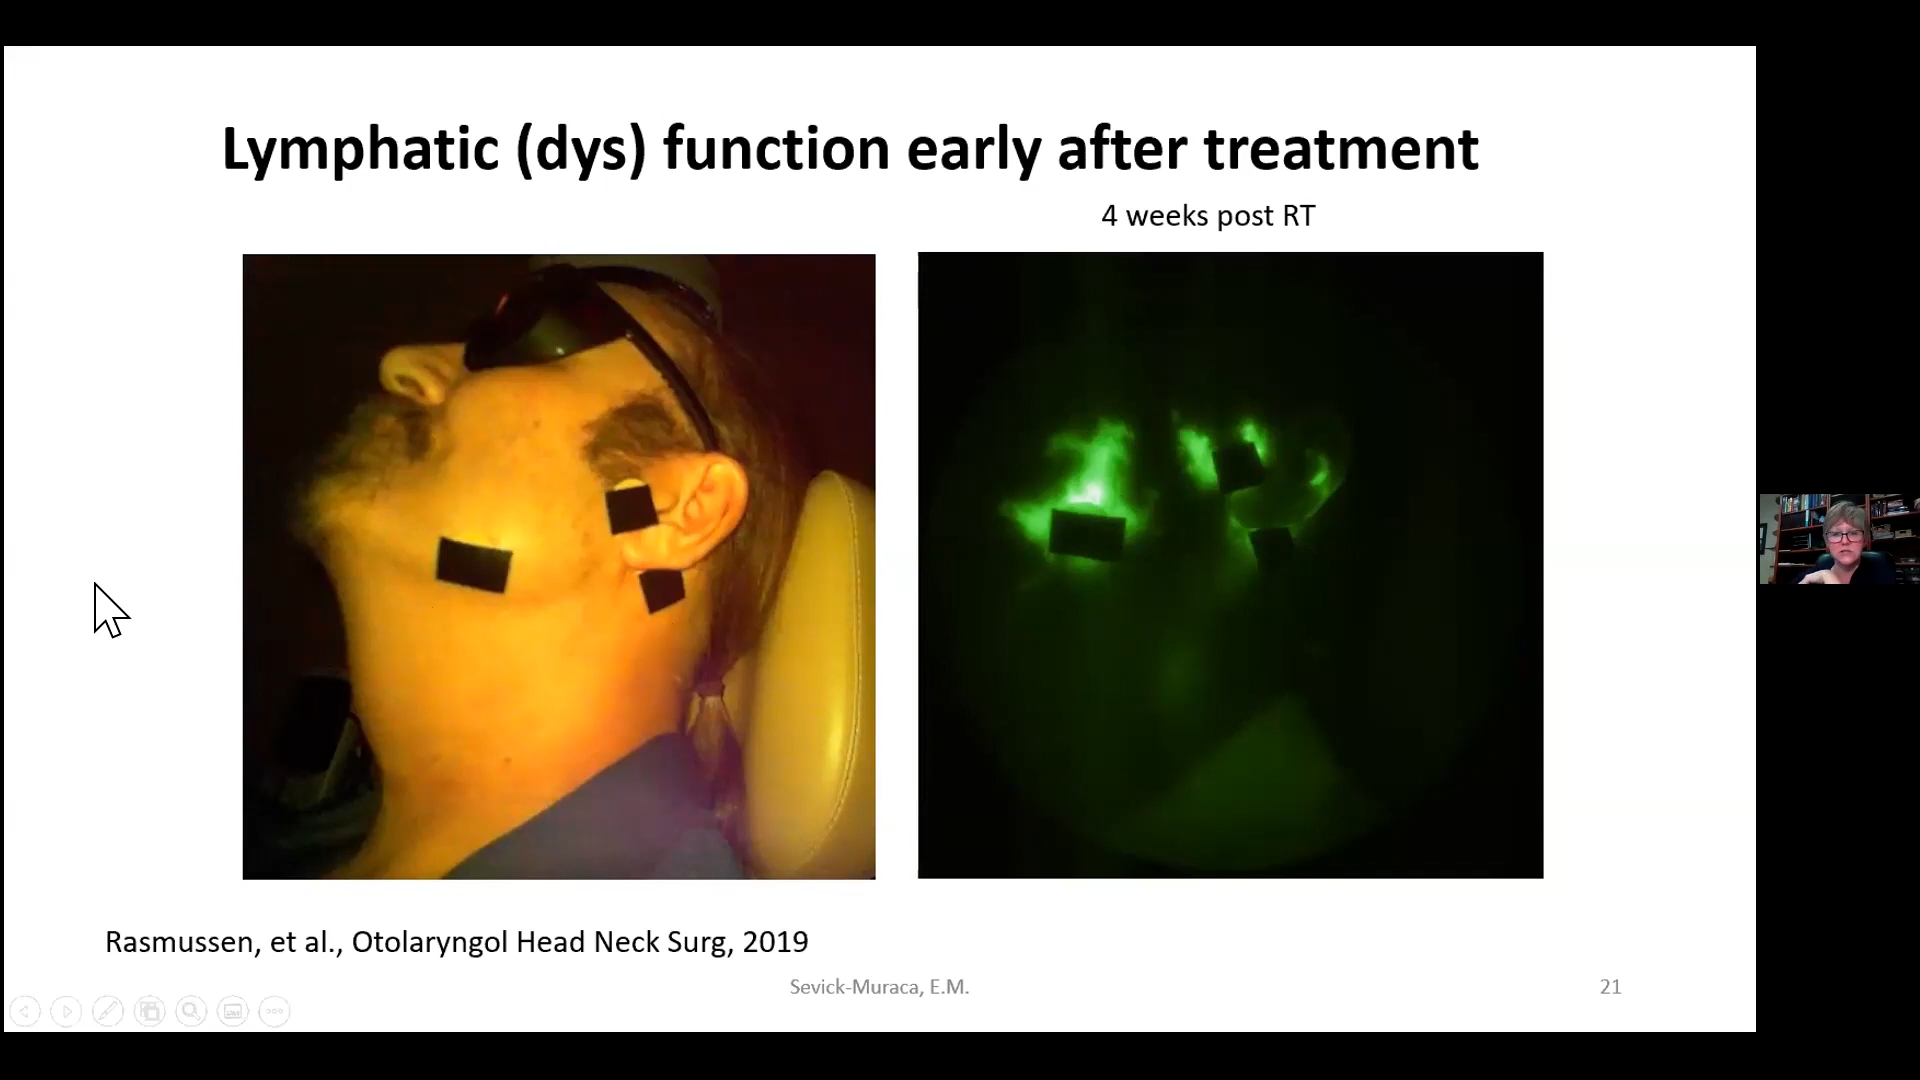 Lymphatic (dys) function early after treatment
4 weeks post RT
Rasmussen, et al., Otolaryngol Head Neck Surg, 2019
Sevick-Muraca, E.M.
21